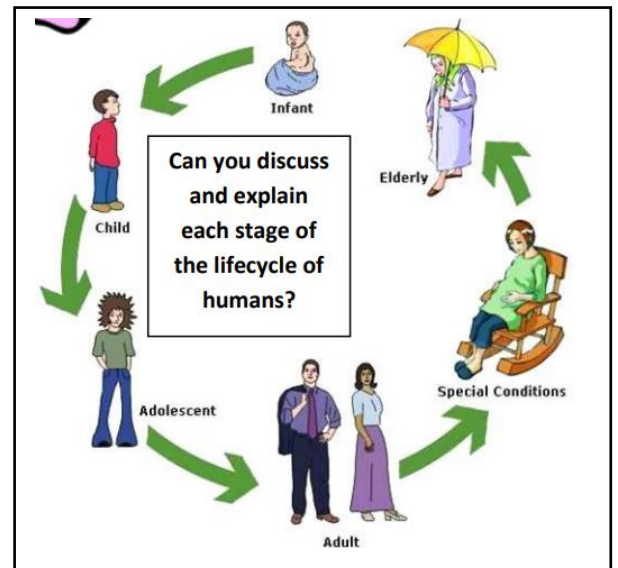 Infant
Child
Can you discuss
and explain
each stage of
the lifecycle of
humans?
Elderly
Adolescent
Special Conditions
Adult